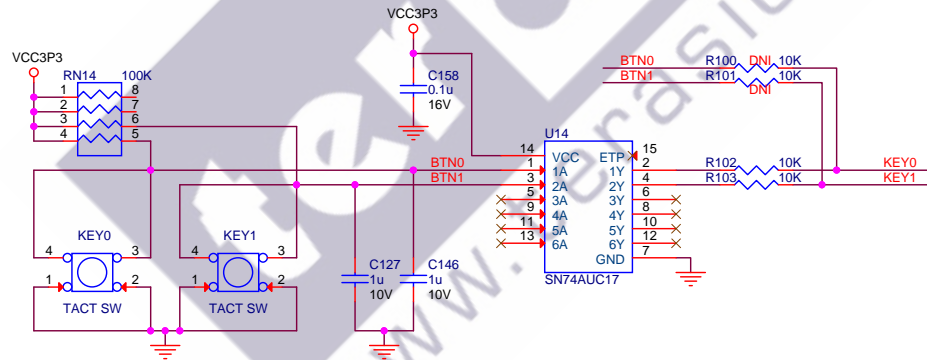 VCC3P3
VCC3P3
RN14 100K
1 8
2 7
3 6
4 5
C158
0.1u
16V
BTN0 R100 DNI 10K
BTN1 R101 DNI 10K
U14
14 VCC ETP 15
BTN0 1 1A 1Y 2 R102 10K KEY0
BTN1 3 2A 2Y 4 R103 10K KEY1
5 3A 3Y 6
9 4A 4Y 8
11 5A 5Y 10
13 6A 6Y 12
GND 7
SN74AUC17
KEY0 KEY1
4 3 4 3
1 2 1 2
TACT SW TACT SW
C127 C146
1u 1u
10V 10V
www.terasic